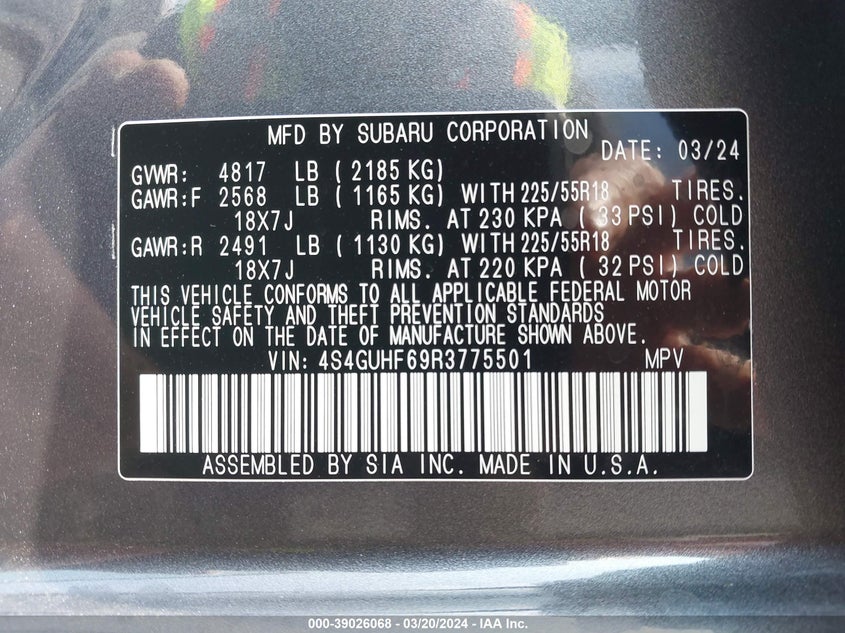 MFD BY SUBARU CORPORATION DATE: 03/24
GVWR: 4817 LB ( 2185 KG)
GAWR:F 2568 LB ( 1165 KG) WITH 225/55R18 TIRES.
18X7J RIMS. AT 230 KPA ( 33 PSI) COLD
GAWR:R 2491 LB ( 1130 KG) WITH 225/55R18 TIRES.
18X7J RIMS. AT 220 KPA ( 32 PSI) COLD
THIS VEHICLE CONFORMS TO ALL APPLICABLE FEDERAL MOTOR
VEHICLE SAFETY AND THEFT PREVENTION STANDARDS
IN EFFECT ON THE DATE OF MANUFACTURE SHOWN ABOVE.
VIN: 4S4GUHF69R3775501 MPV
ASSEMBLED BY SIA INC. MADE IN U.S.A.
000-39026068 - 03/20/2024 - IAA Inc.